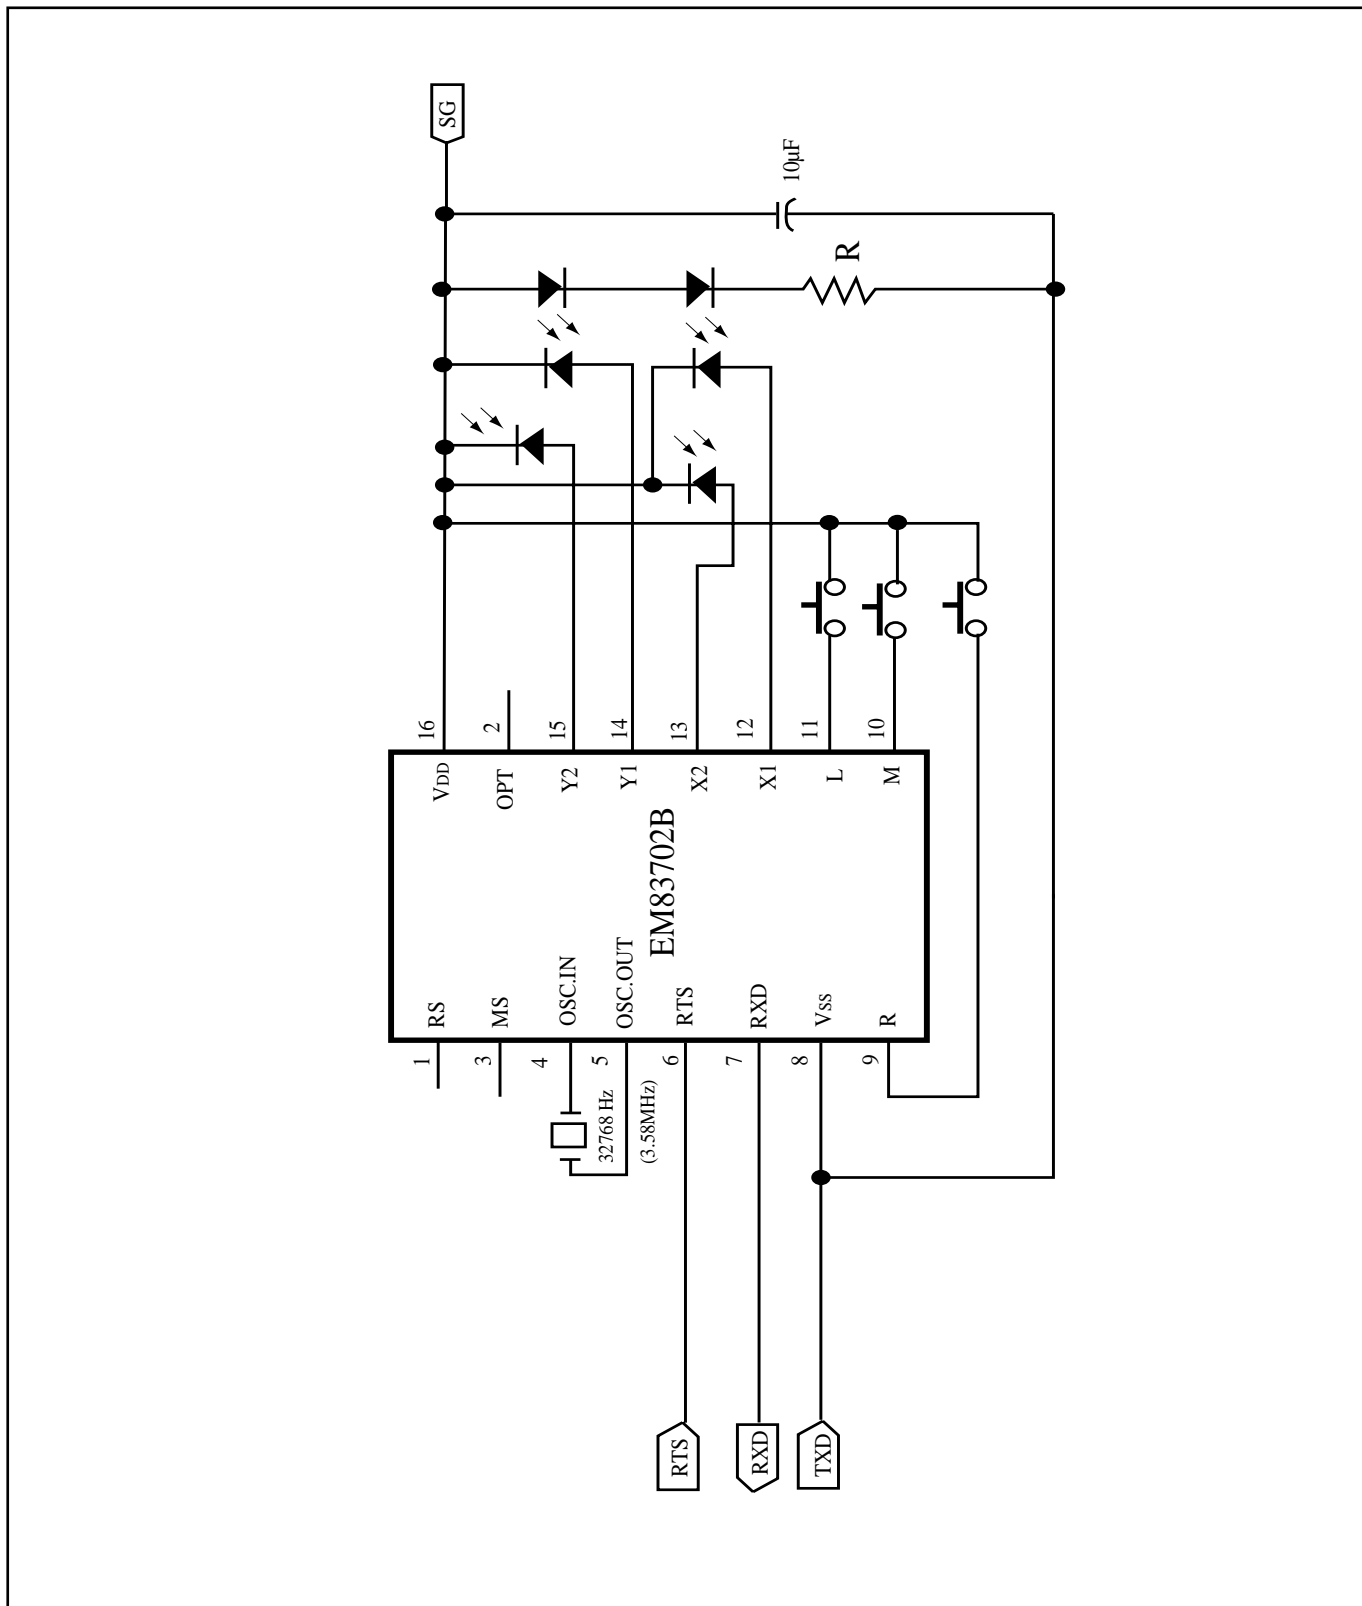 SG
10µF
R
16
2
15
14
13
12
11
10
VDD
OPT
Y2
Y1
X2
X1
L
M
EM83702B
RS
MS
OSC.IN
OSC.OUT
RTS
RXD
VSS
R
1
3
4
5
6
7
8
9
32768 Hz
(3.58MHz)
RTS
RXD
TXD